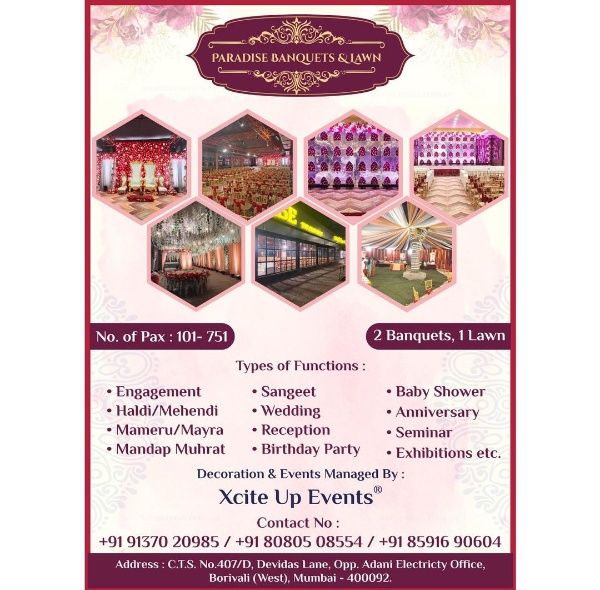 PARADISE BANQUETS & LAWN
No. of Pax : 101- 751
2 Banquets, 1 Lawn
Types of Functions :
• Engagement
• Haldi/Mehendi
• Mameru/Mayra
• Mandap Muhrat
• Sangeet
• Wedding
• Reception
• Birthday Party
• Baby Shower
• Anniversary
• Seminar
• Exhibitions etc.
Decoration & Events Managed By :
Xcite Up Events®
Contact No :
+91 91370 20985 / +91 80805 08554 / +91 85916 90604
Address : C.T.S. No.407/D, Devidas Lane, Opp. Adani Electricty Office,
Borivali (West), Mumbai - 400092.